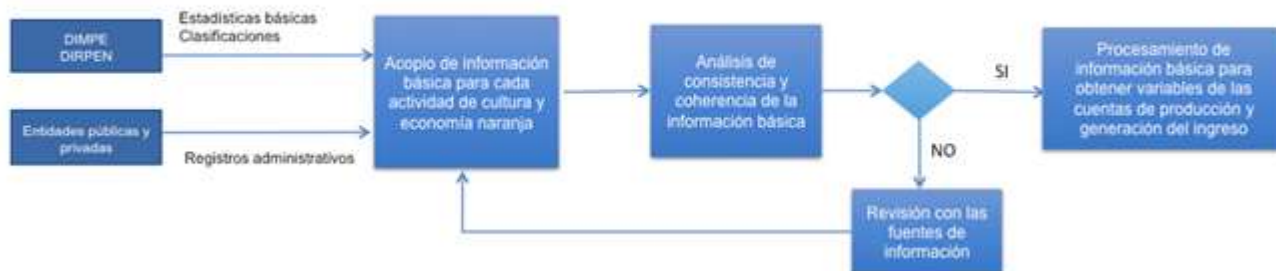 Estadísticas básicas
Clasificaciones
DIMPE
DIRPEN
Entidades públicas y
privadas
Registros administrativos
Acopio de información
básica para cada
actividad de cultura y
economía naranja
Análisis de
consistencia y
coherencia de la
información básica
SI
NO
Procesamiento de
información básica para
obtener variables de las
cuentas de producción y
generación del ingreso
Revisión con las
fuentes de
información